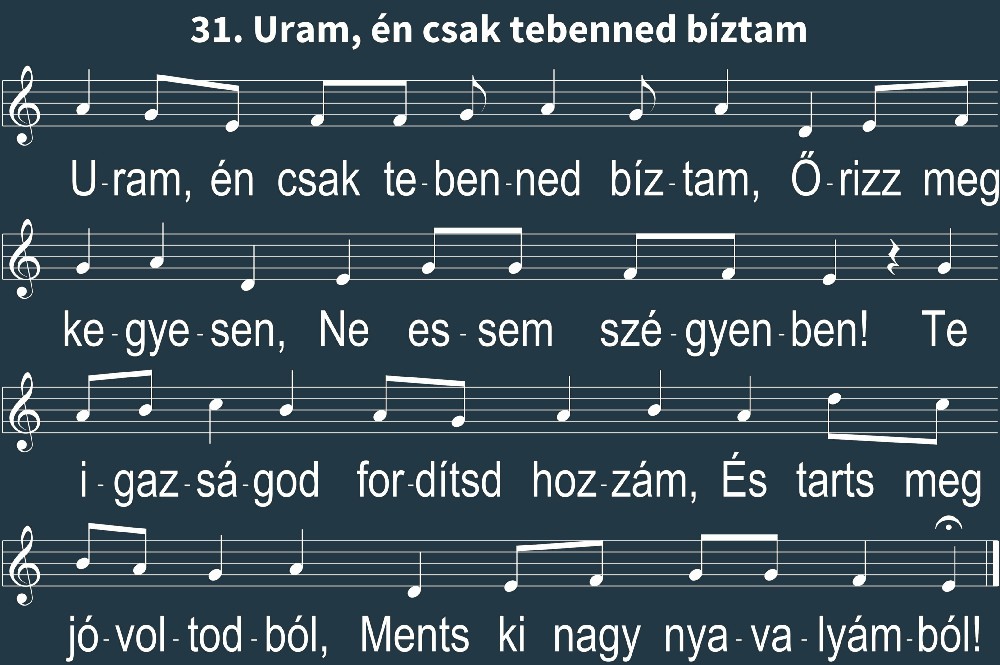 31. Uram, én csak tebenned bíztam
U-ram, én csak te-ben-ned bíz-tam, Ő-rizz meg
ke-gye-sen, Ne es-sem szé-gyen-ben! Te
i-gaz-sá-god for-dítsd hoz-zám, És tarts meg
jó-vol-tod-ból, Ments ki nagy nya-va-lyám-ból!